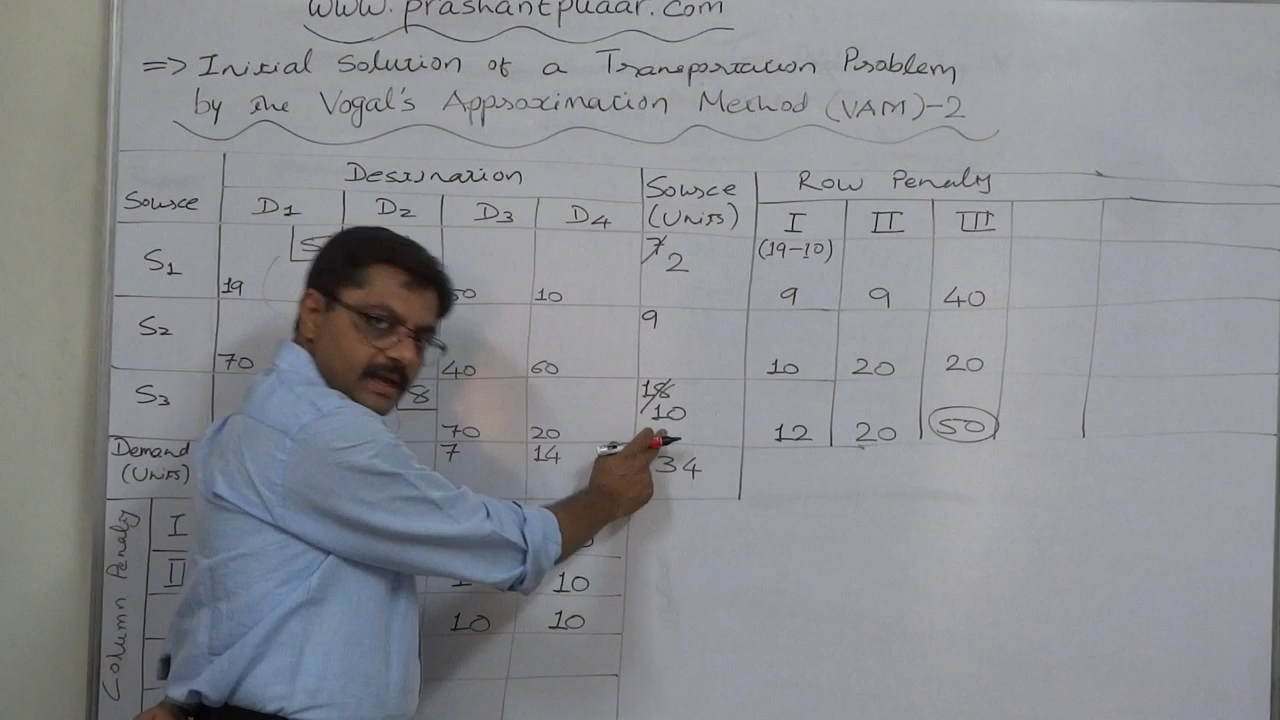 www.prashantpuaar.com
=> Initial Solution of a Transportation Problem
by the Vogal's Approximation Method (VAM)-2
Destination Source Row Penalty
Source D1 D2 D3 D4 (Units) I II III
S1 5 7 2 (19-10)
19 50 10 9 9 40
S2 9
70 40 60 10 20 20
S3 8 18 10
70 20 12 20 50
Demand 7 14 34
(Units)
Column Penalty
I
II 1 10
10 10